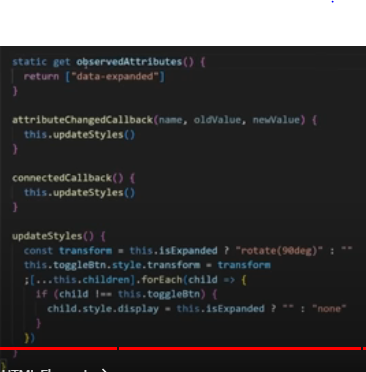 static get observedAttributes() {
return ["data-expanded"]
}
attributeChangedCallback(name, oldValue, newValue) {
this.updateStyles()
}
connectedCallback() {
this.updateStyles()
}
updateStyles() {
const transform = this.isExpanded ? "rotate(90deg)" : ""
this.toggleBtn.style.transform = transform
;[...this.children].forEach(child => {
if (child !== this.toggleBtn) {
child.style.display = this.isExpanded ? "" : "none"
}
})
}